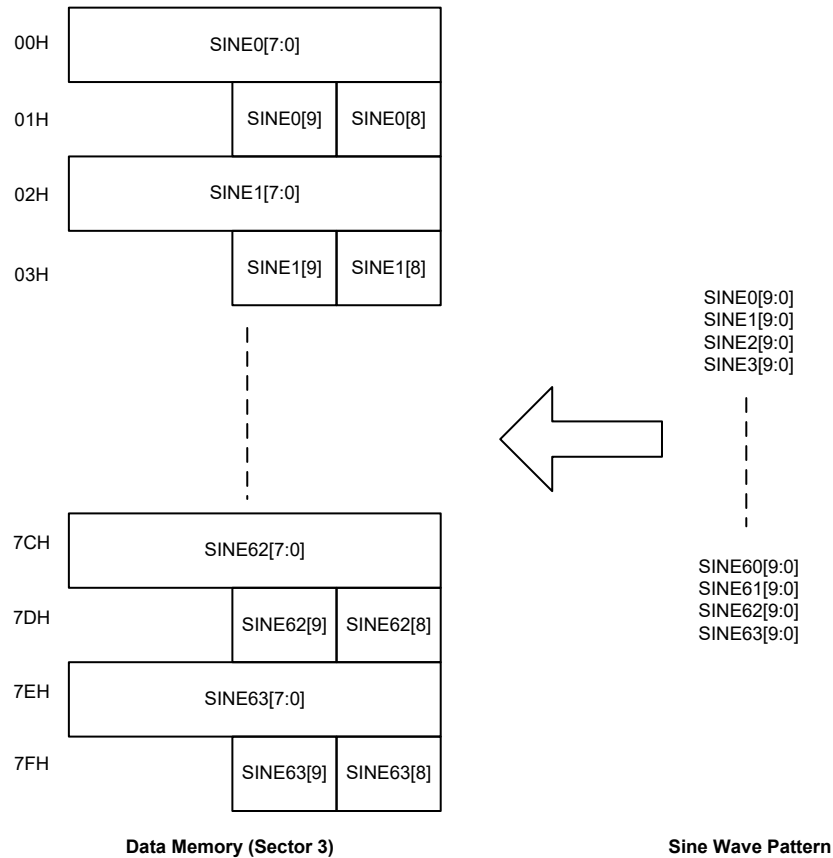 00H SINE0[7:0]
01H SINE0[9] SINE0[8]
02H SINE1[7:0]
03H SINE1[9] SINE1[8]
SINE0[9:0]
SINE1[9:0]
SINE2[9:0]
SINE3[9:0]
7CH SINE62[7:0]
7DH SINE62[9] SINE62[8]
7EH SINE63[7:0]
7FH SINE63[9] SINE63[8]
SINE60[9:0]
SINE61[9:0]
SINE62[9:0]
SINE63[9:0]
Data Memory (Sector 3)
Sine Wave Pattern